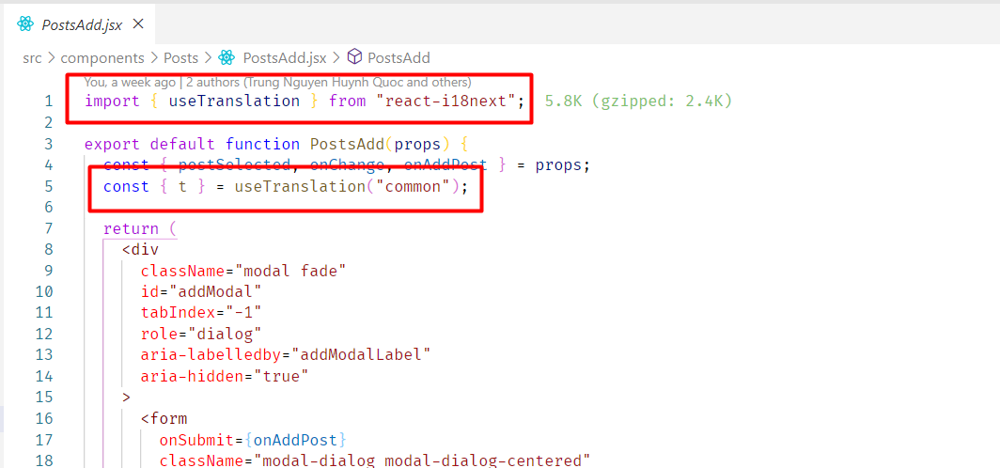 PostsAdd.jsx
src > components > Posts > PostsAdd.jsx > PostsAdd
You, a week ago | 2 authors (Trung Nguyen Huynh Quoc and others)
1 import { useTranslation } from "react-i18next"; 5.8K (gzipped: 2.4K)
2
3 export default function PostsAdd(props) {
4 const { postSelected, onChange, onAddPost } = props;
5 const { t } = useTranslation("common");
6
7 return (
8 <div
9 className="modal fade"
10 id="addModal"
11 tabIndex="-1"
12 role="dialog"
13 aria-labelledby="addModalLabel"
14 aria-hidden="true"
15 >
16 <form
17 onSubmit={onAddPost}
18 className="modal-dialog modal-dialog-centered"